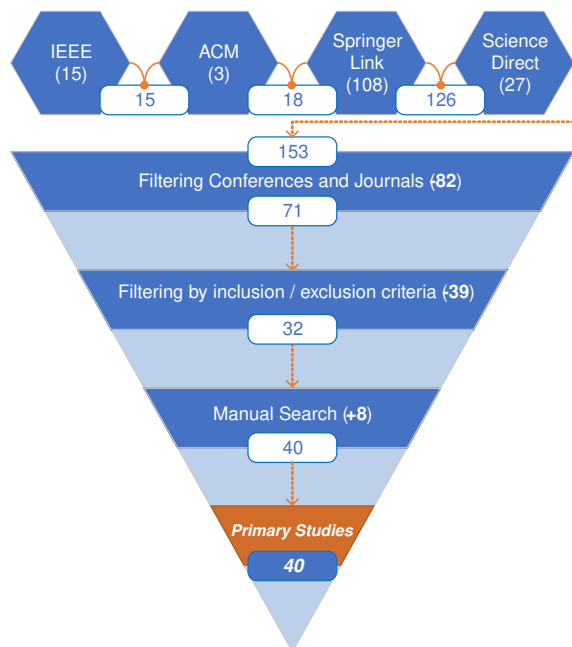 IEEE
(15)
ACM
(3)
Springer
Link
(108)
Science
Direct
(27)
15
18
126
153
Filtering Conferences and Journals (-82)
71
Filtering by inclusion / exclusion criteria (-39)
32
Manual Search (+8)
40
Primary Studies
40